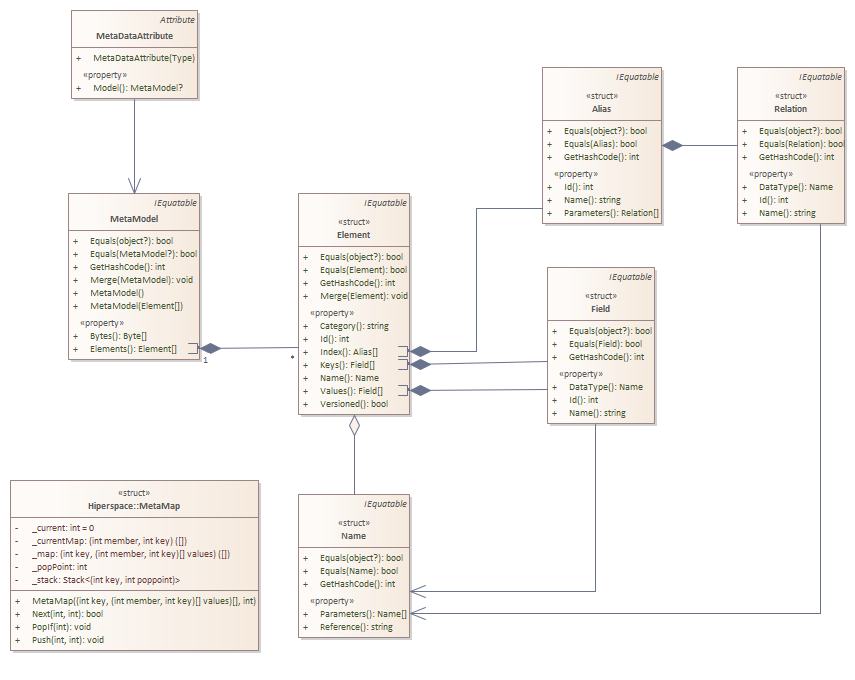 Attribute
MetaDataAttribute
+ MetaDataAttribute(Type)
«property»
+ Model(): MetaModel?
IEquatable
MetaModel
+ Equals(object?): bool
+ Equals(MetaModel?): bool
+ GetHashCode(): int
+ Merge(MetaModel): void
+ MetaModel()
+ MetaModel(Element[])
«property»
+ Bytes(): Byte[]
+ Elements(): Element[]
1
*
IEquatable
«struct»
Element
+ Equals(object?): bool
+ Equals(Element): bool
+ GetHashCode(): int
+ Merge(Element): void
«property»
+ Category(): string
+ Id(): int
+ Index(): Alias[]
+ Keys(): Field[]
+ Name(): Name
+ Values(): Field[]
+ Versioned(): bool
IEquatable
«struct»
Alias
+ Equals(object?): bool
+ Equals(Alias): bool
+ GetHashCode(): int
«property»
+ Id(): int
+ Name(): string
+ Parameters(): Relation[]
IEquatable
«struct»
Relation
+ Equals(object?): bool
+ Equals(Relation): bool
+ GetHashCode(): int
«property»
+ DataType(): Name
+ Id(): int
+ Name(): string
IEquatable
«struct»
Field
+ Equals(object?): bool
+ Equals(Field): bool
+ GetHashCode(): int
«property»
+ DataType(): Name
+ Id(): int
+ Name(): string
«struct»
Hiperspace::MetaMap
- _current: int = 0
- _currentMap: (int member, int key) ([])
- _map: (int key, (int member, int key)[] values) ([])
- _popPoint: int
- _stack: Stack<(int key, int poppoint)>
+ MetaMap((int key, (int member, int key)[] values)[], int)
+ Next(int, int): bool
+ PopIf(int): void
+ Push(int, int): void
IEquatable
«struct»
Name
+ Equals(object?): bool
+ Equals(Name): bool
+ GetHashCode(): int
«property»
+ Parameters(): Name[]
+ Reference(): string